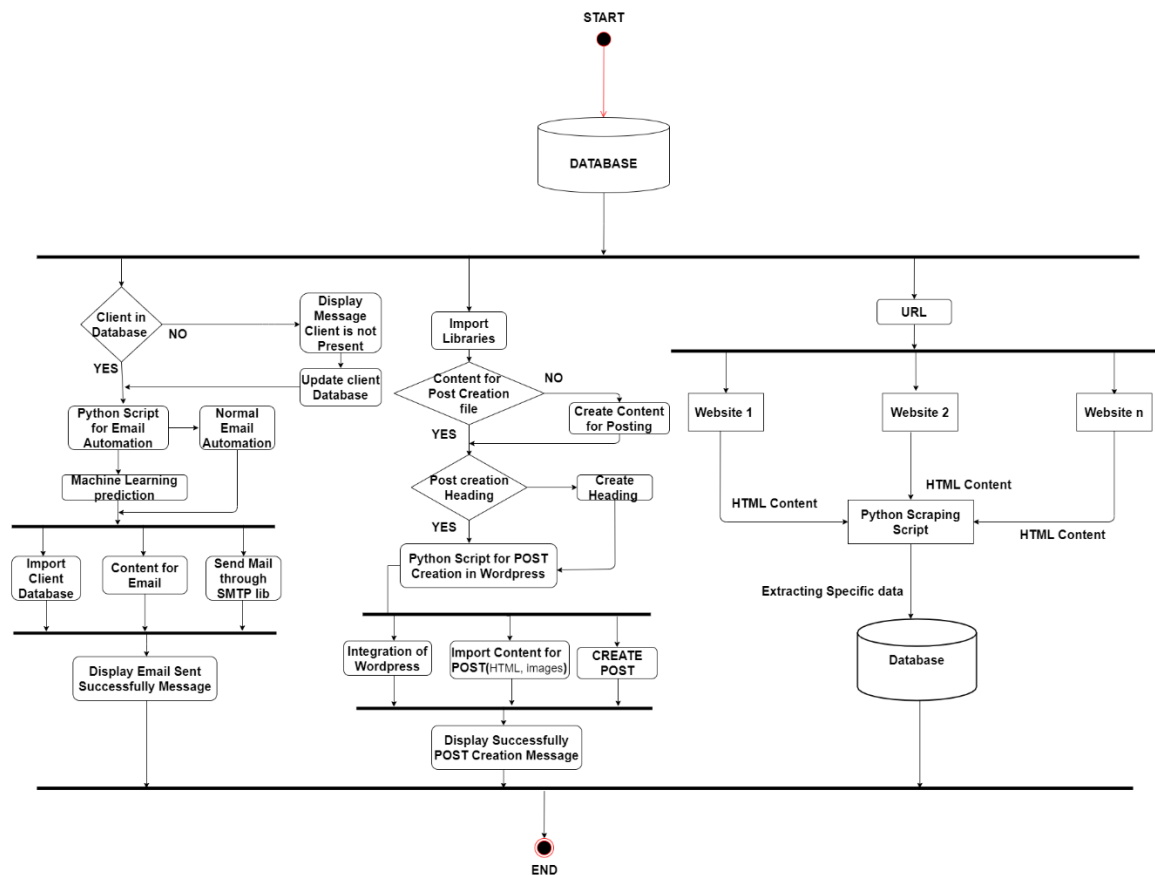 START
DATABASE
Client in
Database
NO
YES
Display
Message
Client is not
Present
Update client
Database
Python Script
for Email
Automation
Normal
Email
Automation
Machine Learning
prediction
Import
Client
Database
Content for
Email
Send Mail
through
SMTP lib
Display Email Sent
Successfully Message
Import
Libraries
Content for
Post Creation
file
NO
YES
Create Content
for Posting
Post creation
Heading
YES
Create
Heading
Python Script for POST
Creation in Wordpress
Integration of
Wordpress
Import Content for
POST(HTML, images)
CREATE
POST
Display Successfully
POST Creation Message
URL
Website 1
Website 2
Website n
HTML Content
HTML Content
HTML Content
Python Scraping
Script
Extracting Specific data
Database
END